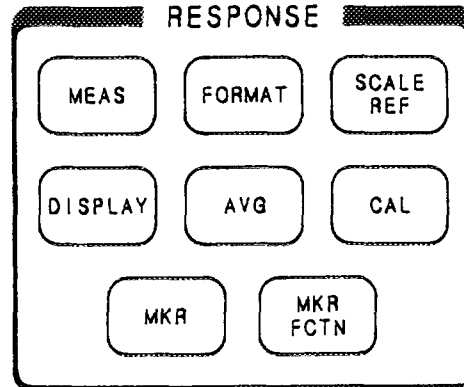 RESPONSE
MEAS
FORMAT
SCALE
REF
DISPLAY
AVG
CAL
MKR
MKR
FCTN